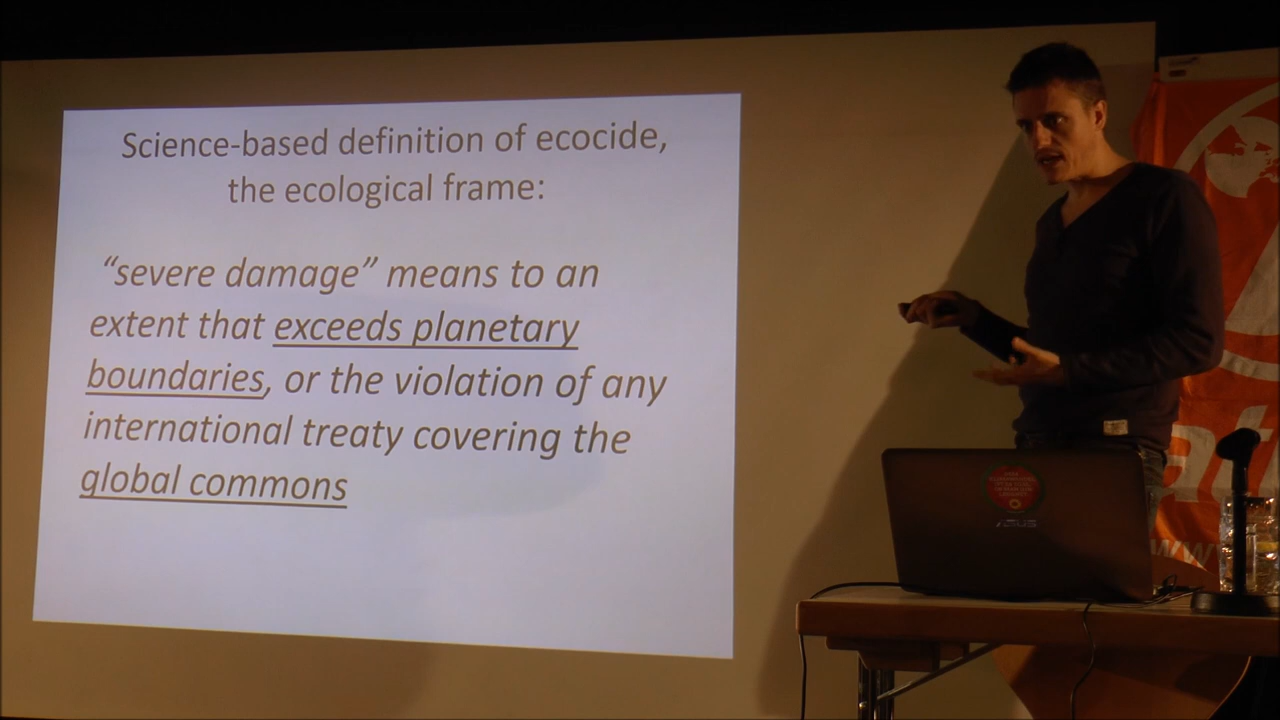 Science-based definition of ecocide,
the ecological frame:
“severe damage” means to an
extent that exceeds planetary
boundaries, or the violation of any
international treaty covering the
global commons
ASUS